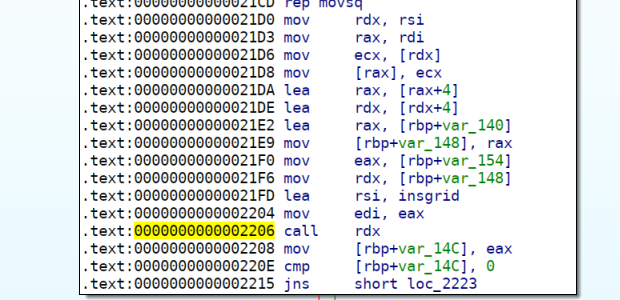 .text:00000000000021CD rep movsq
.text:00000000000021D0 mov rdx, rsi
.text:00000000000021D3 mov rax, rdi
.text:00000000000021D6 mov ecx, [rdx]
.text:00000000000021D8 mov [rax], ecx
.text:00000000000021DA lea rax, [rax+4]
.text:00000000000021DE lea rdx, [rdx+4]
.text:00000000000021E2 lea rax, [rbp+var_140]
.text:00000000000021E9 mov [rbp+var_148], rax
.text:00000000000021F0 mov eax, [rbp+var_154]
.text:00000000000021F6 mov rdx, [rbp+var_148]
.text:00000000000021FD lea rsi, insgrid
.text:0000000000002204 mov edi, eax
.text:0000000000002206 call rdx
.text:0000000000002208 mov [rbp+var_14C], eax
.text:000000000000220E cmp [rbp+var_14C], 0
.text:0000000000002215 jns short loc_2223